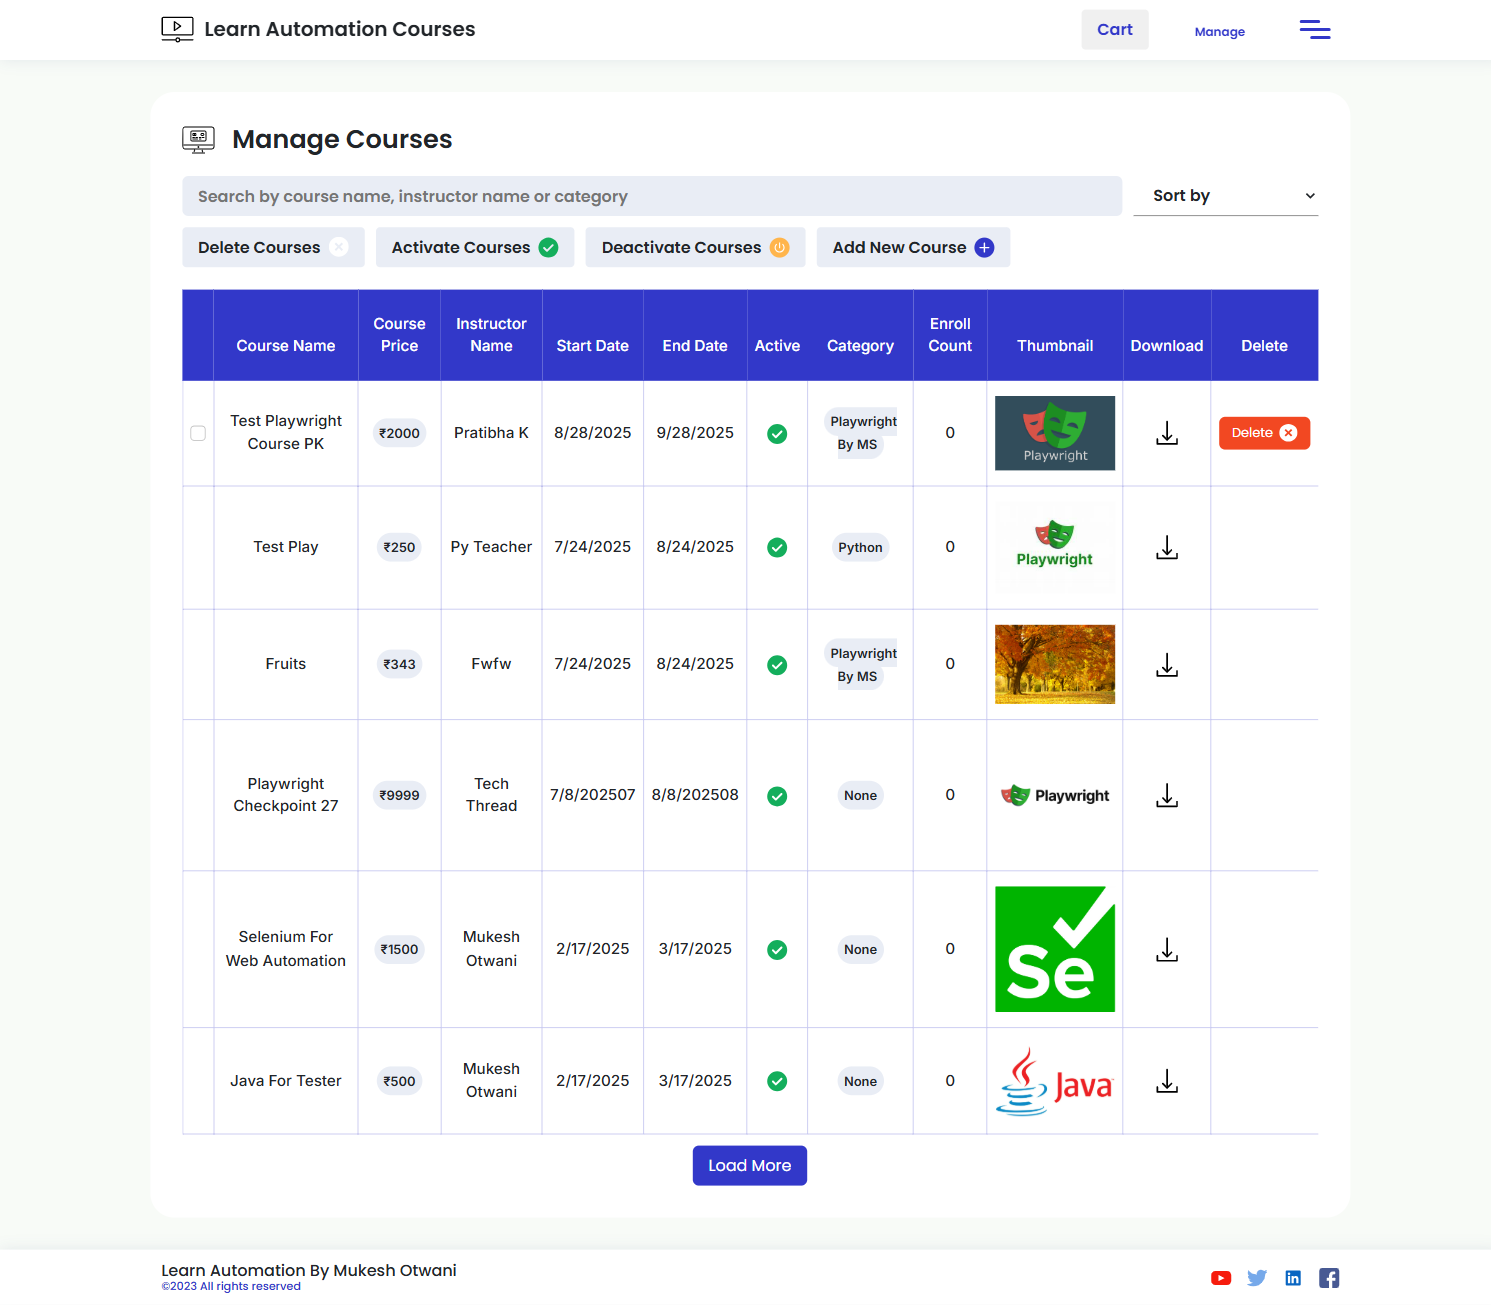 Learn Automation Courses
Cart
Manage
Manage Courses
Search by course name, instructor name or category
Sort by
Delete Courses
Activate Courses
Deactivate Courses
Add New Course
Course Name
Course
Price
Instructor
Name
Start Date
End Date
Active
Category
Enroll
Count
Thumbnail
Download
Delete
Test Playwright
Course PK
₹2000
Pratibha K
8/28/2025
9/28/2025
Playwright
By MS
0
Playwright
Delete
Test Play
₹250
Py Teacher
7/24/2025
8/24/2025
Python
0
Playwright
Fruits
₹343
Fwfw
7/24/2025
8/24/2025
Playwright
By MS
0
Playwright
Checkpoint 27
₹9999
Tech
Thread
7/8/202507
8/8/202508
None
0
Playwright
Selenium For
Web Automation
₹1500
Mukesh
Otwani
2/17/2025
3/17/2025
None
0
Se
Java For Tester
₹500
Mukesh
Otwani
2/17/2025
3/17/2025
None
0
Java
Load More
Learn Automation By Mukesh Otwani
©2023 All rights reserved